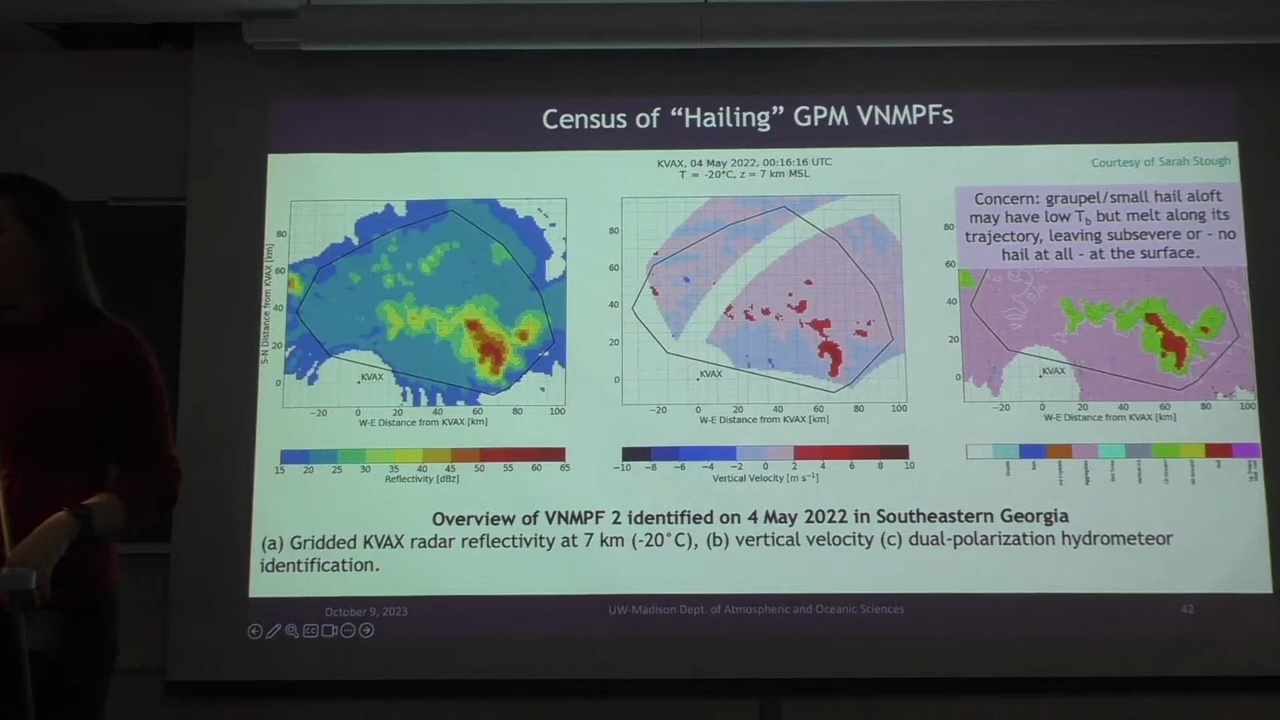 Census of “Hailing” GPM VNMPFs
KVAX, 04 May 2022, 00:16:16 UTC
T = -20°C, z = 7 km MSL
Courtesy of Sarah Stough
Concern: graupel/small hail aloft
may have low Tb but melt along its
trajectory, leaving subsevere or - no
hail at all - at the surface.
S-N Distance from KVAX [km]
80
60
40
20
0
KVAX
−20 0 20 40 60 80 100
W-E Distance from KVAX [km]
15 20 25 30 35 40 45 50 55 60 65
Reflectivity [dBz]
80
60
40
20
0
KVAX
−20 0 20 40 60 80 100
W-E Distance from KVAX [km]
−10 −8 −6 −4 −2 0 2 4 6 8 10
Vertical Velocity [m s⁻¹]
80
60
40
20
0
KVAX
−20 0 20 40 60 80 100
W-E Distance from KVAX [km]
Overview of VNMPF 2 identified on 4 May 2022 in Southeastern Georgia
(a) Gridded KVAX radar reflectivity at 7 km (-20°C), (b) vertical velocity (c) dual-polarization hydrometeor
identification.
October 9, 2023
UW-Madison Dept. of Atmospheric and Oceanic Sciences
42